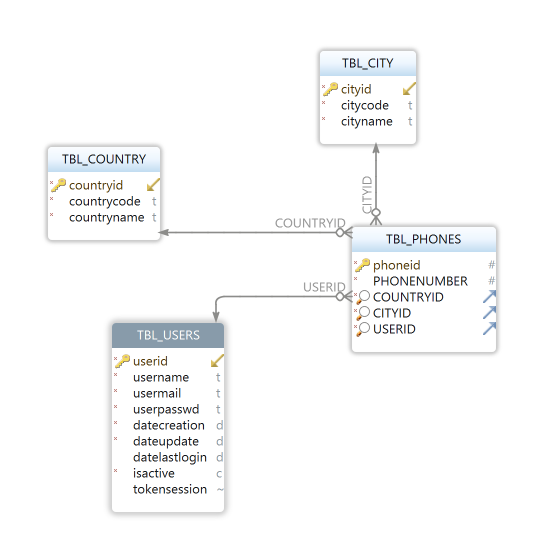 TBL_CITY
cityid
citycode t
cityname t
TBL_COUNTRY
countryid
countrycode t
countryname t
CITYID
COUNTRYID
TBL_PHONES
phoneid #
PHONENUMBER #
COUNTRYID
CITYID
USERID
USERID
TBL_USERS
userid
username t
usermail t
userpasswd t
datecreation d
dateupdate d
datelastlogin d
isactive c
tokensession ~